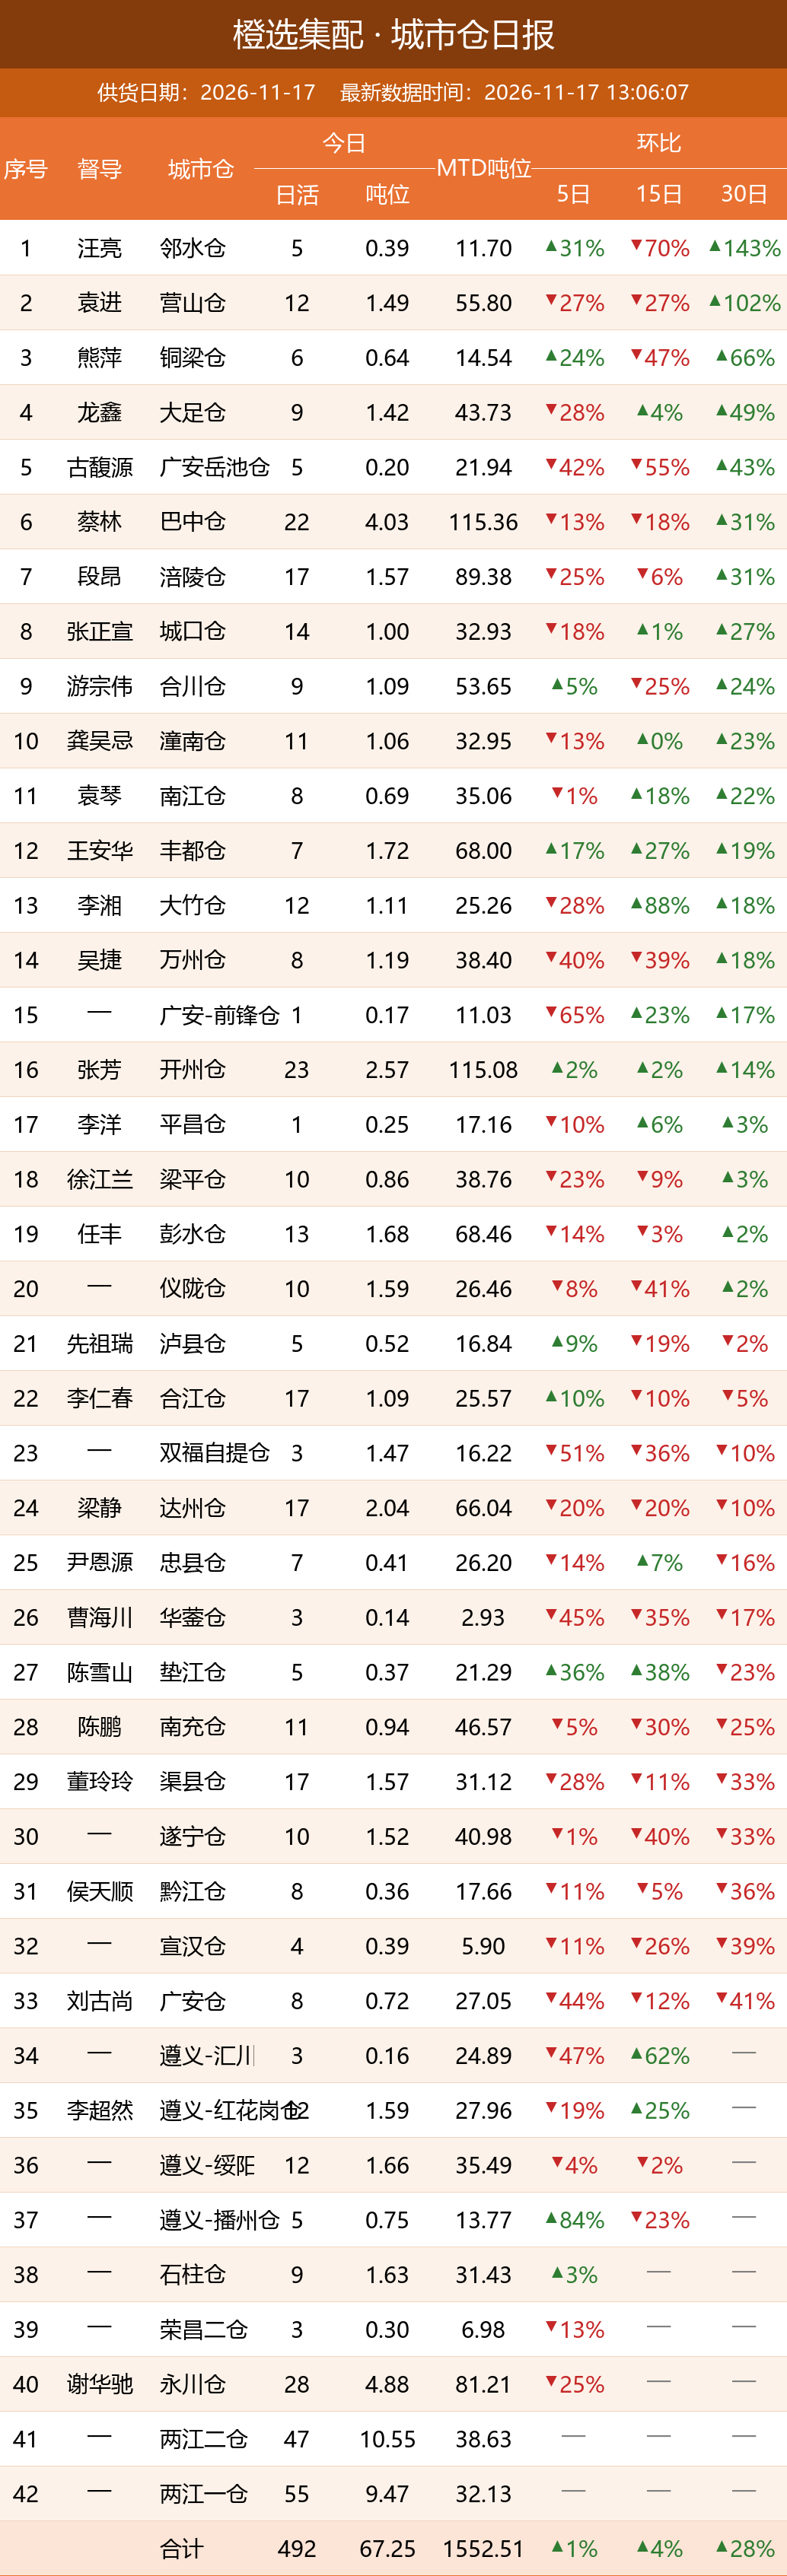 橙选集配 · 城市仓日报
供货日期：2026-11-17 最新数据时间：2026-11-17 13:06:07
序号 督导 城市仓 今日 MTD吨位 环比
日活 吨位 5日 15日 30日
1 汪亮 邻水仓 5 0.39 11.70 ▲31% ▼70% ▲143%
2 袁进 营山仓 12 1.49 55.80 ▼27% ▼27% ▲102%
3 熊萍 铜梁仓 6 0.64 14.54 ▲24% ▼47% ▲66%
4 龙鑫 大足仓 9 1.42 43.73 ▼28% ▲4% ▲49%
5 古馥源 广安岳池仓 5 0.20 21.94 ▼42% ▼55% ▲43%
6 蔡林 巴中仓 22 4.03 115.36 ▼13% ▼18% ▲31%
7 段昂 涪陵仓 17 1.57 89.38 ▼25% ▼6% ▲31%
8 张正宣 城口仓 14 1.00 32.93 ▼18% ▲1% ▲27%
9 游宗伟 合川仓 9 1.09 53.65 ▲5% ▼25% ▲24%
10 龚吴忌 潼南仓 11 1.06 32.95 ▼13% ▲0% ▲23%
11 袁琴 南江仓 8 0.69 35.06 ▼1% ▲18% ▲22%
12 王安华 丰都仓 7 1.72 68.00 ▲17% ▲27% ▲19%
13 李湘 大竹仓 12 1.11 25.26 ▼28% ▲88% ▲18%
14 吴捷 万州仓 8 1.19 38.40 ▼40% ▼39% ▲18%
15 — 广安-前锋仓 1 0.17 11.03 ▼65% ▲23% ▲17%
16 张芳 开州仓 23 2.57 115.08 ▲2% ▲2% ▲14%
17 李洋 平昌仓 1 0.25 17.16 ▼10% ▲6% ▲3%
18 徐江兰 梁平仓 10 0.86 38.76 ▼23% ▼9% ▲3%
19 任丰 彭水仓 13 1.68 68.46 ▼14% ▼3% ▲2%
20 — 仪陇仓 10 1.59 26.46 ▼8% ▼41% ▲2%
21 先祖瑞 泸县仓 5 0.52 16.84 ▲9% ▼19% ▼2%
22 李仁春 合江仓 17 1.09 25.57 ▲10% ▼10% ▼5%
23 — 双福自提仓 3 1.47 16.22 ▼51% ▼36% ▼10%
24 梁静 达州仓 17 2.04 66.04 ▼20% ▼20% ▼10%
25 尹恩源 忠县仓 7 0.41 26.20 ▼14% ▲7% ▼16%
26 曹海川 华蓥仓 3 0.14 2.93 ▼45% ▼35% ▼17%
27 陈雪山 垫江仓 5 0.37 21.29 ▲36% ▲38% ▼23%
28 陈鹏 南充仓 11 0.94 46.57 ▼5% ▼30% ▼25%
29 董玲玲 渠县仓 17 1.57 31.12 ▼28% ▼11% ▼33%
30 — 遂宁仓 10 1.52 40.98 ▼1% ▼40% ▼33%
31 侯天顺 黔江仓 8 0.36 17.66 ▼11% ▼5% ▼36%
32 — 宣汉仓 4 0.39 5.90 ▼11% ▼26% ▼39%
33 刘古尚 广安仓 8 0.72 27.05 ▼44% ▼12% ▼41%
34 — 遵义-汇川 3 0.16 24.89 ▼47% ▲62% —
35 李超然 遵义-红花岗仓 12 1.59 27.96 ▼19% ▲25% —
36 — 遵义-绥阳 12 1.66 35.49 ▼4% ▼2% —
37 — 遵义-播州仓 5 0.75 13.77 ▲84% ▼23% —
38 — 石柱仓 9 1.63 31.43 ▲3% — —
39 — 荣昌二仓 3 0.30 6.98 ▼13% — —
40 谢华驰 永川仓 28 4.88 81.21 ▼25% — —
41 — 两江二仓 47 10.55 38.63 — — —
42 — 两江一仓 55 9.47 32.13 — — —
合计 492 67.25 1552.51 ▲1% ▲4% ▲28%